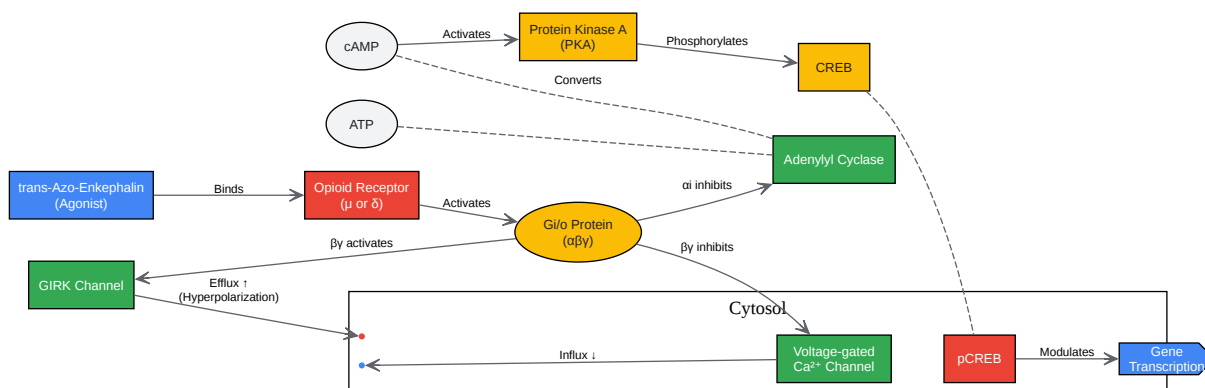 cAMP
Activates
Protein Kinase A
(PKA)
Phosphorylates
CREB
Converts
ATP
Adenylyl Cyclase
trans-Azo-Enkephalin
(Agonist)
Binds
Opioid Receptor
(μ or δ)
Activates
Gi/o Protein
(αβγ)
αi inhibits
βγ activates
βγ inhibits
GIRK Channel
Efflux ↑
(Hyperpolarization)
Cytosol
Influx ↓
Voltage-gated
Ca²⁺ Channel
pCREB
Modulates
Gene
Transcription